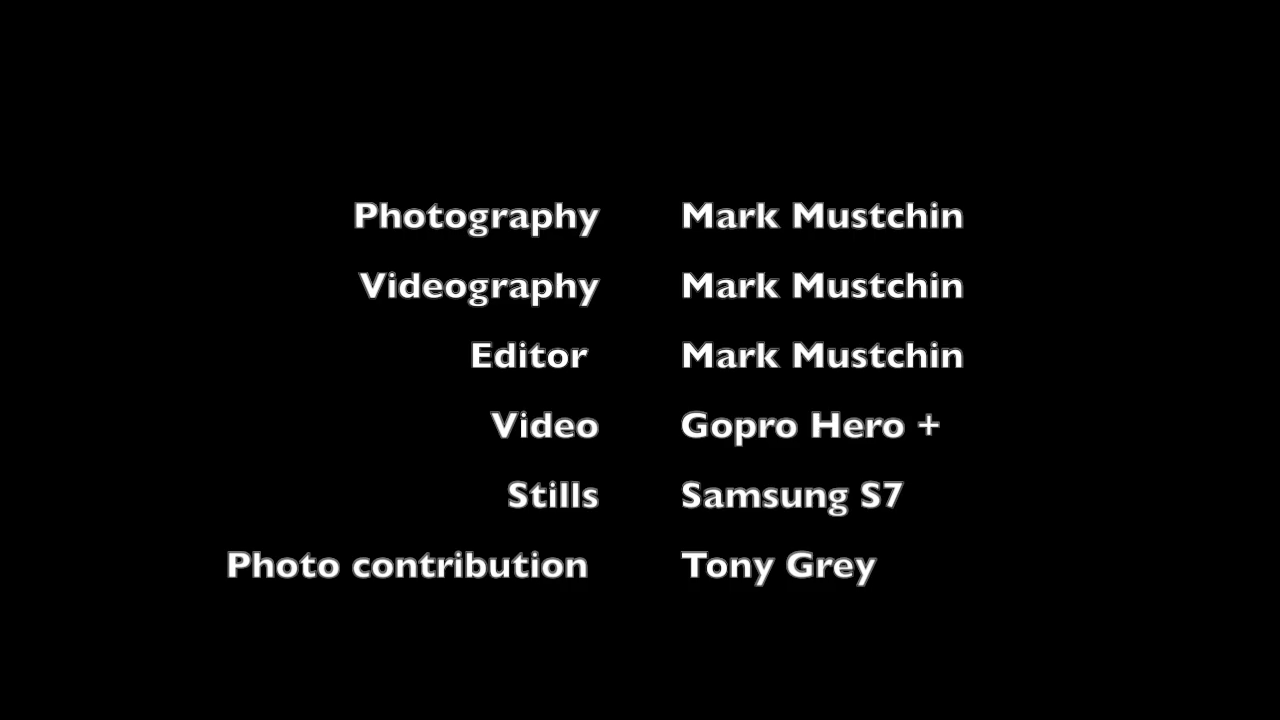 Photography Mark Mustchin
Videography Mark Mustchin
Editor Mark Mustchin
Video Gopro Hero +
Stills Samsung S7
Photo contribution Tony Grey